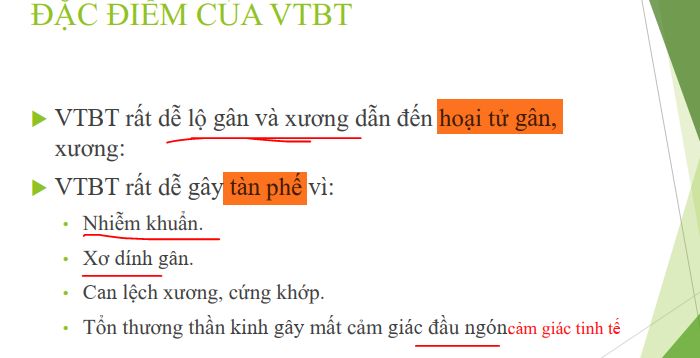 ĐẶC ĐIỂM CỦA VTBT
VTBT rất dễ lộ gân và xương dẫn đến hoại tử gân,
xương:
VTBT rất dễ gây tàn phế vì:
Nhiễm khuẩn.
Xơ dính gân.
Can lệch xương, cứng khớp.
Tổn thương thần kinh gây mất cảm giác đầu ngón.cảm giác tinh tế